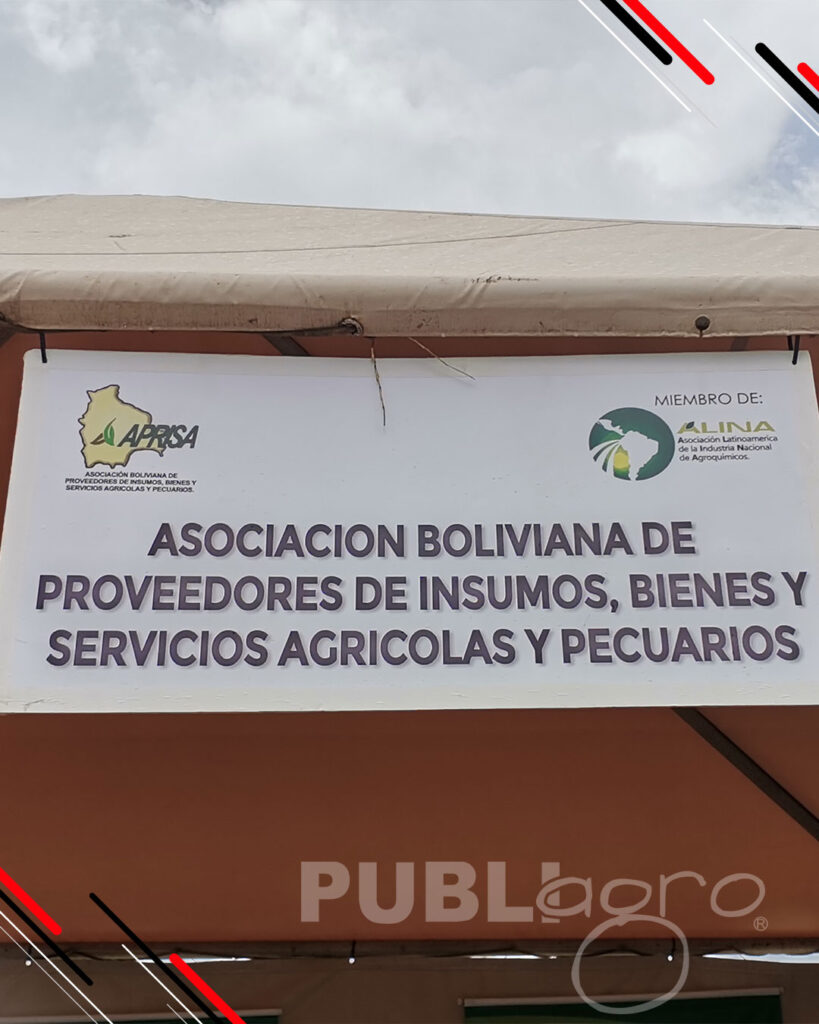 APRISA
ASOCIACIÓN BOLIVIANA DE
PROVEEDORES DE INSUMOS, BIENES Y
SERVICIOS AGRICOLAS Y PECUARIOS.
MIEMBRO DE:
ALINA
Asociación Latinoamerica
de la Industria Nacional
de Agroquímicos.
ASOCIACION BOLIVIANA DE
PROVEEDORES DE INSUMOS, BIENES Y
SERVICIOS AGRICOLAS Y PECUARIOS
PUBLIagro®